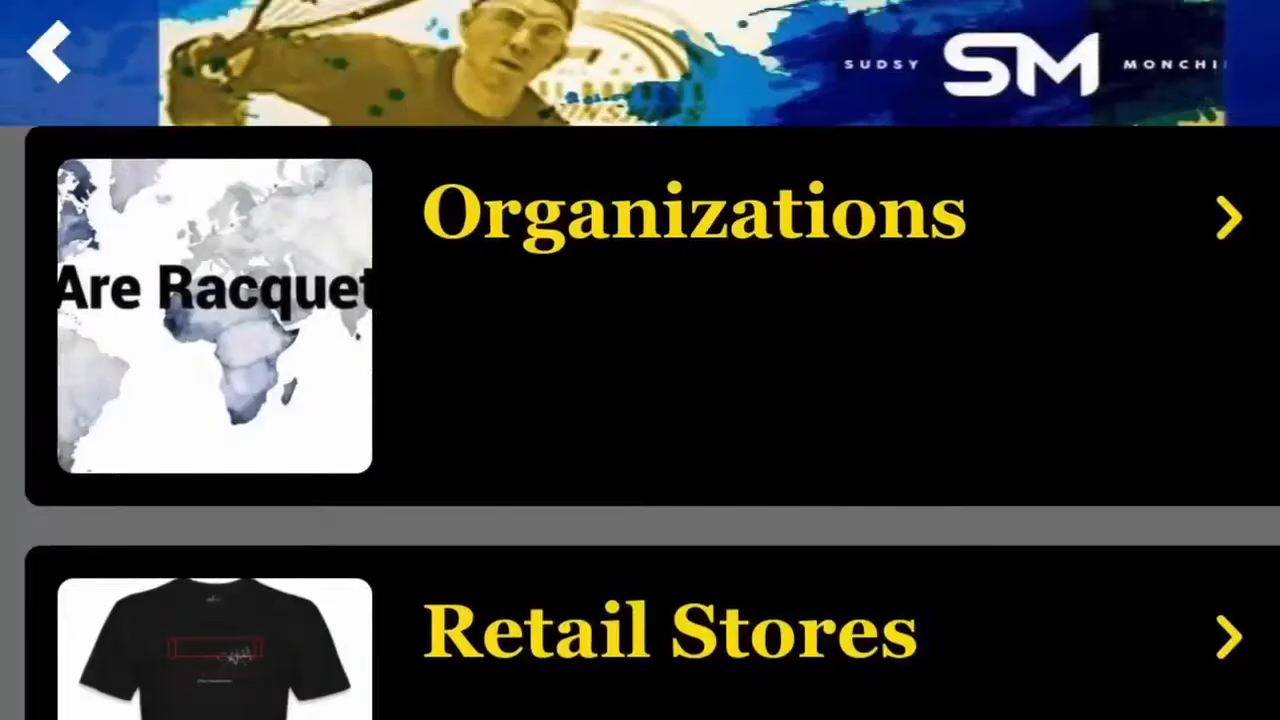 SUDSY SM MONCHI
Organizations
Are Racquet
Retail Stores